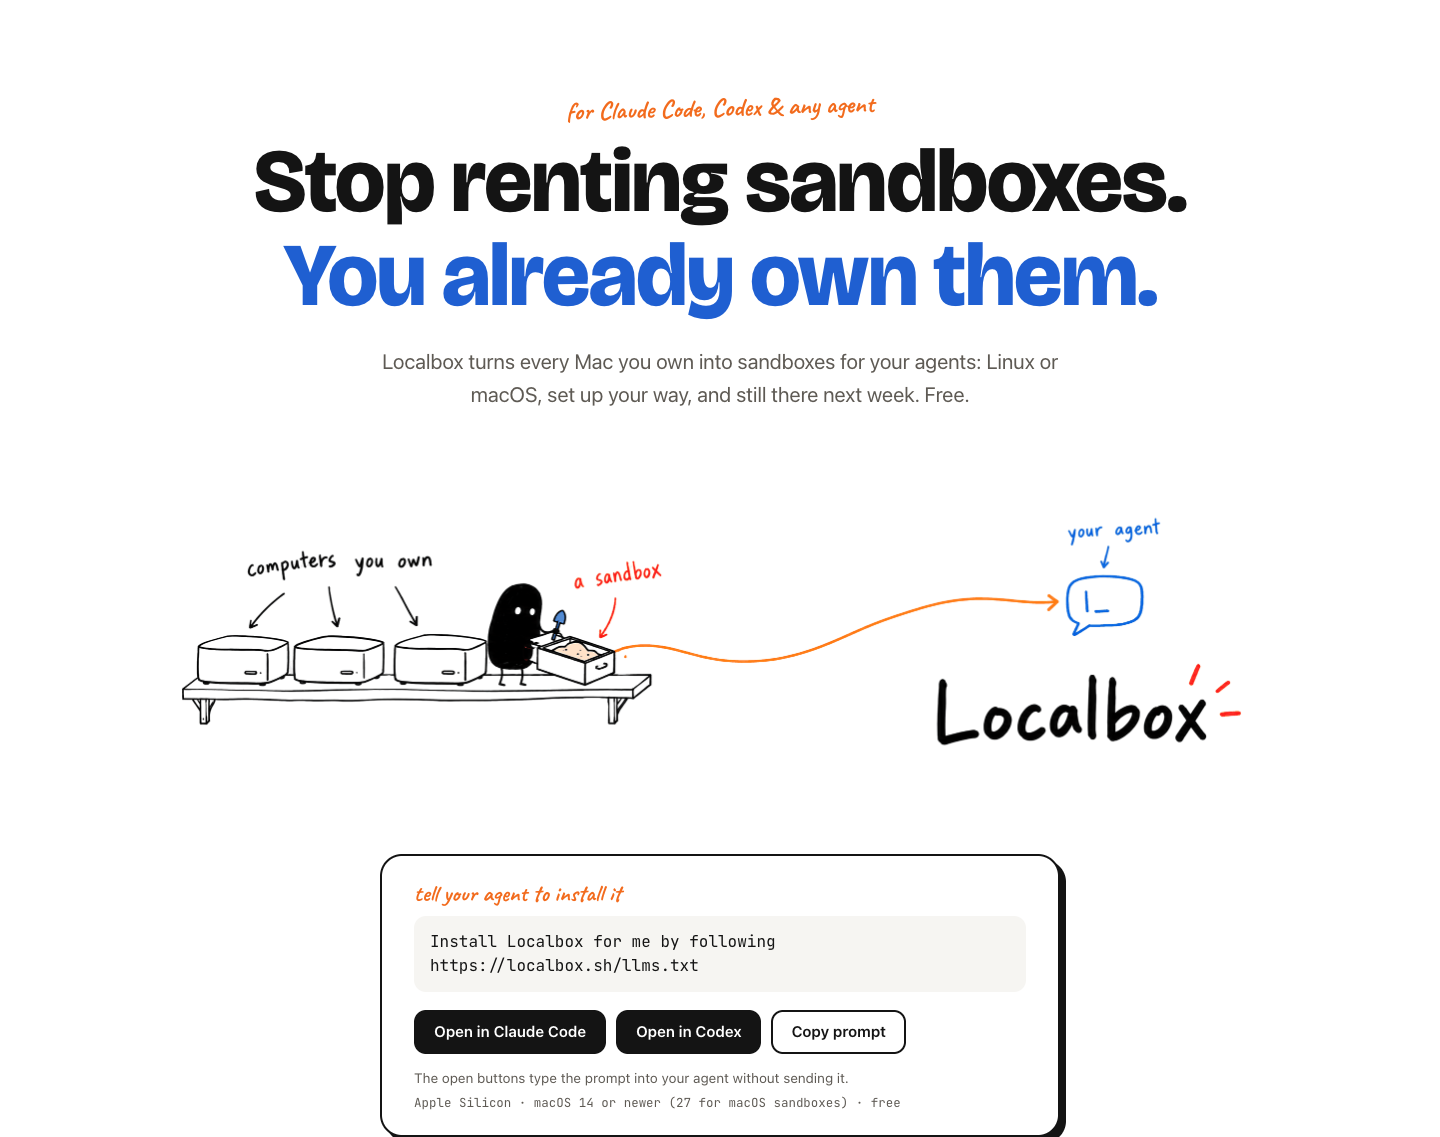 for Claude Code, Codex & any agent
Stop renting sandboxes.
You already own them.
Localbox turns every Mac you own into sandboxes for your agents: Linux or
macOS, set up your way, and still there next week. Free.
your agent
computers you own
a sandbox
|_
Localbox
tell your agent to install it
Install Localbox for me by following
https://localbox.sh/llms.txt
Open in Claude Code
Open in Codex
Copy prompt
The open buttons type the prompt into your agent without sending it.
Apple Silicon · macOS 14 or newer (27 for macOS sandboxes) · free